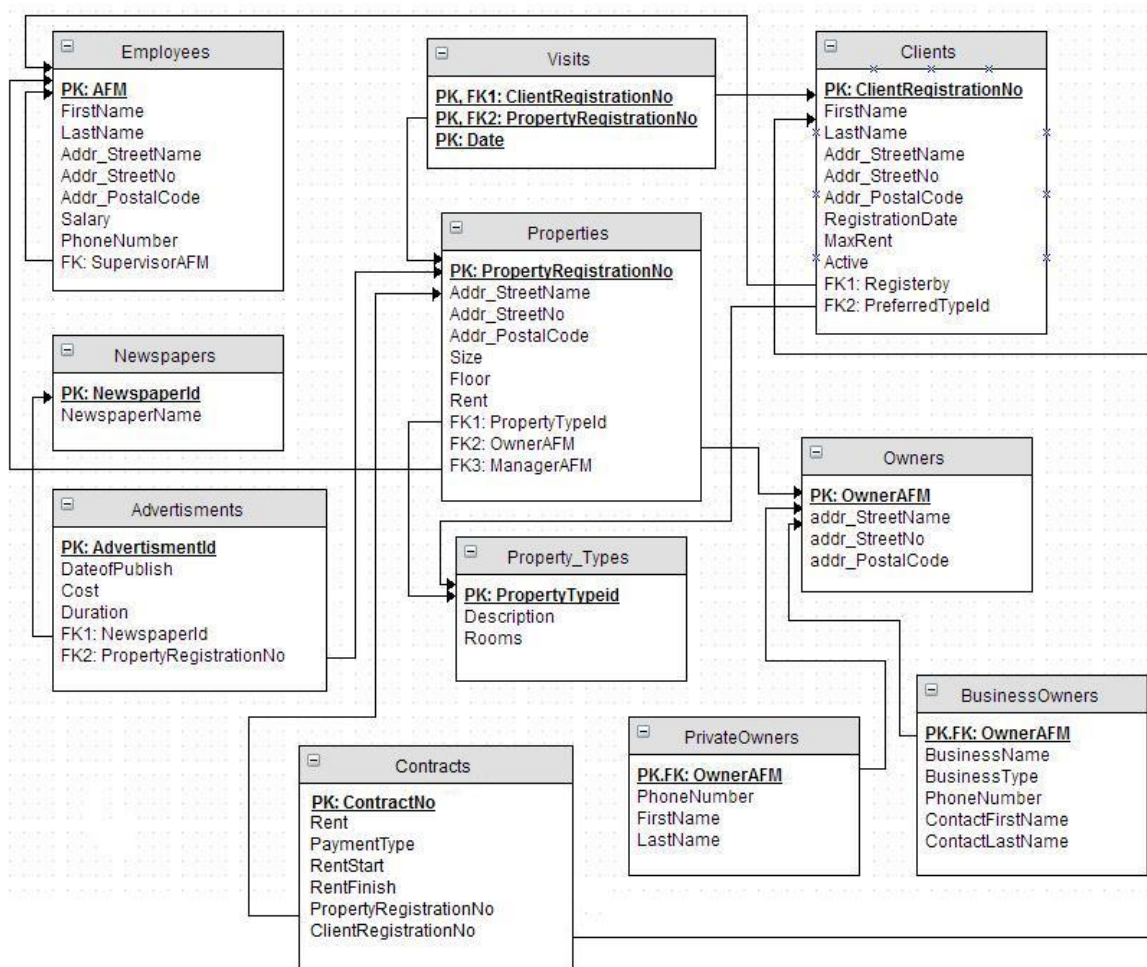 Employees
PK: AFM
FirstName
LastName
Addr_StreetName
Addr_StreetNo
Addr_PostalCode
Salary
PhoneNumber
FK: SupervisorAFM
Visits
PK, FK1: ClientRegistrationNo
PK, FK2: PropertyRegistrationNo
PK: Date
Clients
PK: ClientRegistrationNo
FirstName
LastName
Addr_StreetName
Addr_StreetNo
Addr_PostalCode
RegistrationDate
MaxRent
Active
FK1: Registerby
FK2: PreferredTypeId
Properties
PK: PropertyRegistrationNo
Addr_StreetName
Addr_StreetNo
Addr_PostalCode
Size
Floor
Rent
FK1: PropertyTypeId
FK2: OwnerAFM
FK3: ManagerAFM
Newspapers
PK: NewspaperId
NewspaperName
Owners
PK: OwnerAFM
addr_StreetName
addr_StreetNo
addr_PostalCode
Advertisments
PK: AdvertismentId
DateofPublish
Cost
Duration
FK1: NewspaperId
FK2: PropertyRegistrationNo
Property_Types
PK: PropertyTypeid
Description
Rooms
BusinessOwners
PK.FK: OwnerAFM
BusinessName
BusinessType
PhoneNumber
ContactFirstName
ContactLastName
PrivateOwners
PK.FK: OwnerAFM
PhoneNumber
FirstName
LastName
Contracts
PK: ContractNo
Rent
PaymentType
RentStart
RentFinish
PropertyRegistrationNo
ClientRegistrationNo